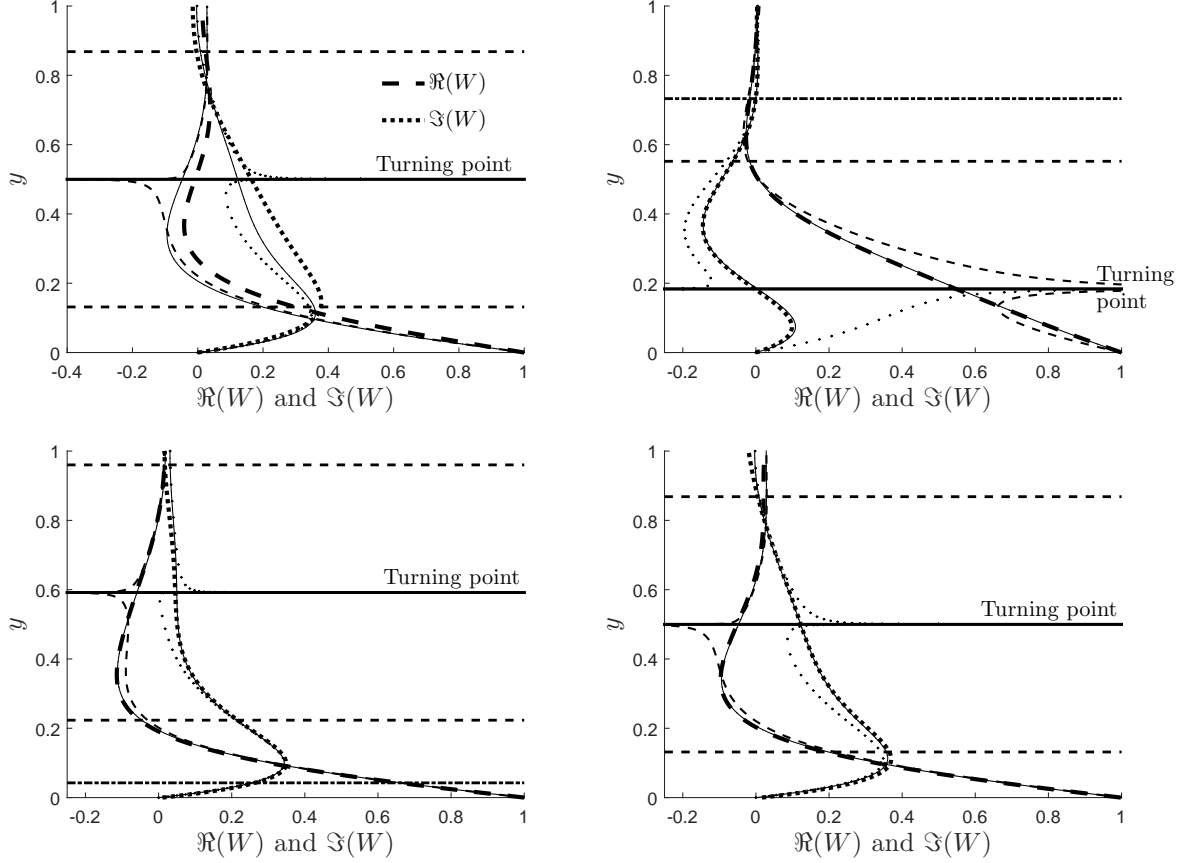 1
0.8
0.6
0.4
0.2
0
y
-0.4 -0.2 0 0.2 0.4 0.6 0.8 1
ℜ(W) and ℑ(W)
ℜ(W)
ℑ(W)
Turning point
1
0.8
0.6
0.4
0.2
0
y
-0.2 0 0.2 0.4 0.6 0.8 1
ℜ(W) and ℑ(W)
Turning
point
1
0.8
0.6
0.4
0.2
0
y
-0.2 0 0.2 0.4 0.6 0.8 1
ℜ(W) and ℑ(W)
Turning point
1
0.8
0.6
0.4
0.2
0
y
-0.2 0 0.2 0.4 0.6 0.8 1
ℜ(W) and ℑ(W)
Turning point